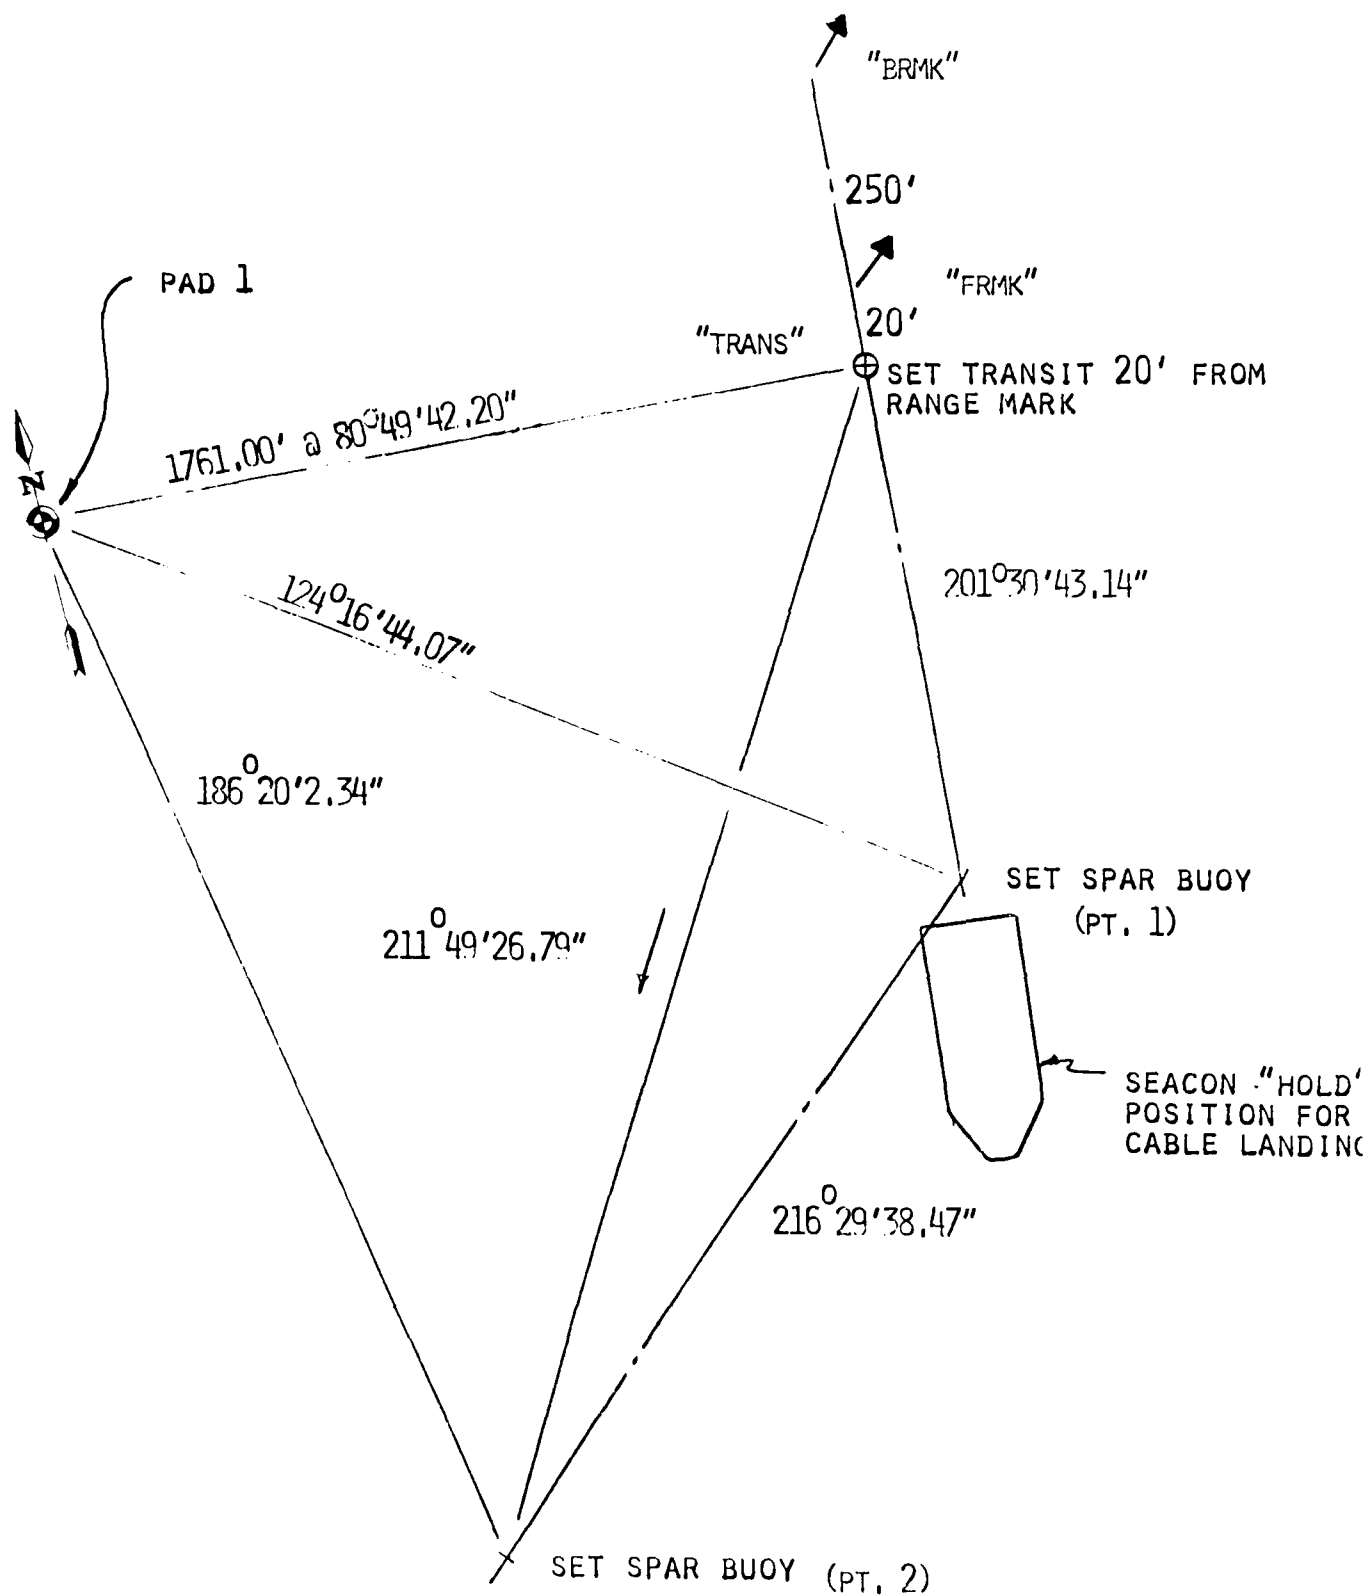 "BRMK"
250'
"FRMK"
20'
PAD 1
"TRANS"
SET TRANSIT 20' FROM
RANGE MARK
1761.00' @ 80°49'42.20"
N
201°30'43.14"
124°16'44.07"
186°20'2.34"
SET SPAR BUOY
(PT. 1)
211°49'26.79"
SEACON "HOLD'
POSITION FOR
CABLE LANDING
216°29'38.47"
SET SPAR BUOY (PT. 2)